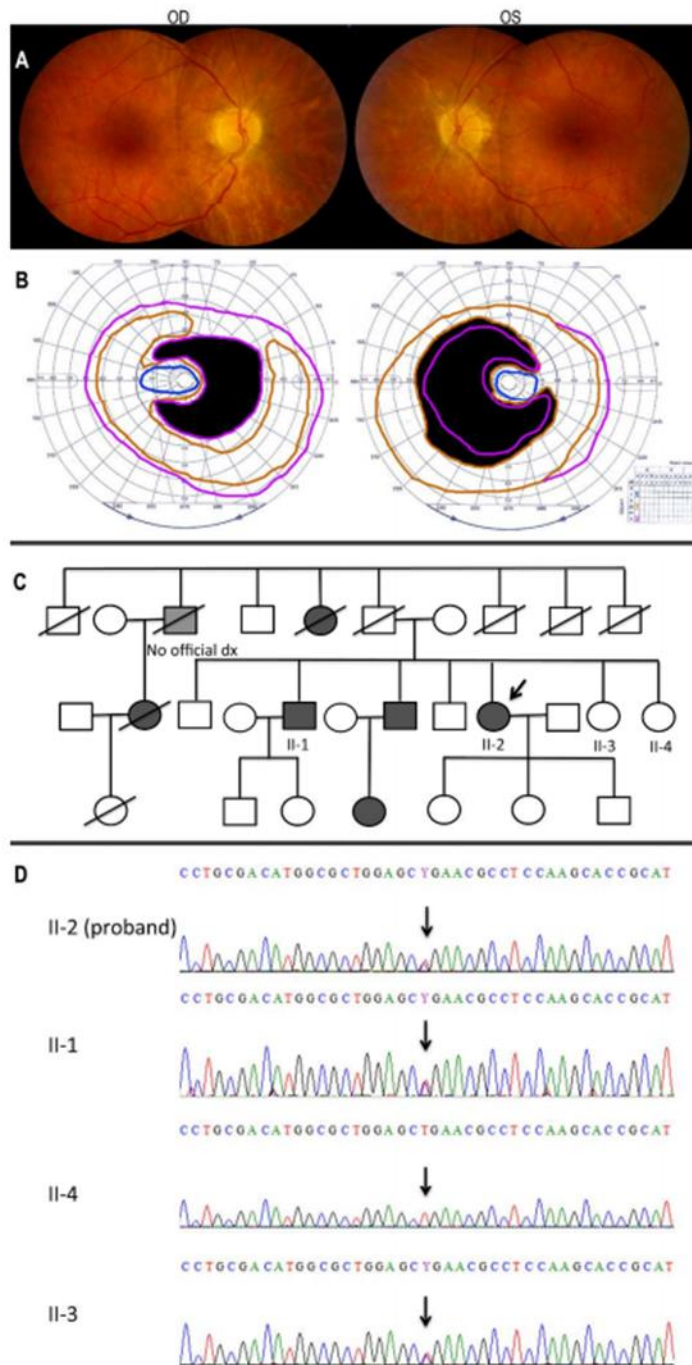 OD OS
A
B
C
No official dx
II-1 II-2 II-3 II-4
D
CCTGCGACATGGCGCTGGAGCYGAACGCCTCCAAGCACCGCAT
II-2 (proband)
CCTGCGACATGGCGCTGGAGCYGAACGCCTCCAAGCACCGCAT
II-1
CCTGCGACATGGCGCTGGAGCTGAACGCCTCCAAGCACCGCAT
II-4
CCTGCGACATGGCGCTGGAGCYGAACGCCTCCAAGCACCGCAT
II-3